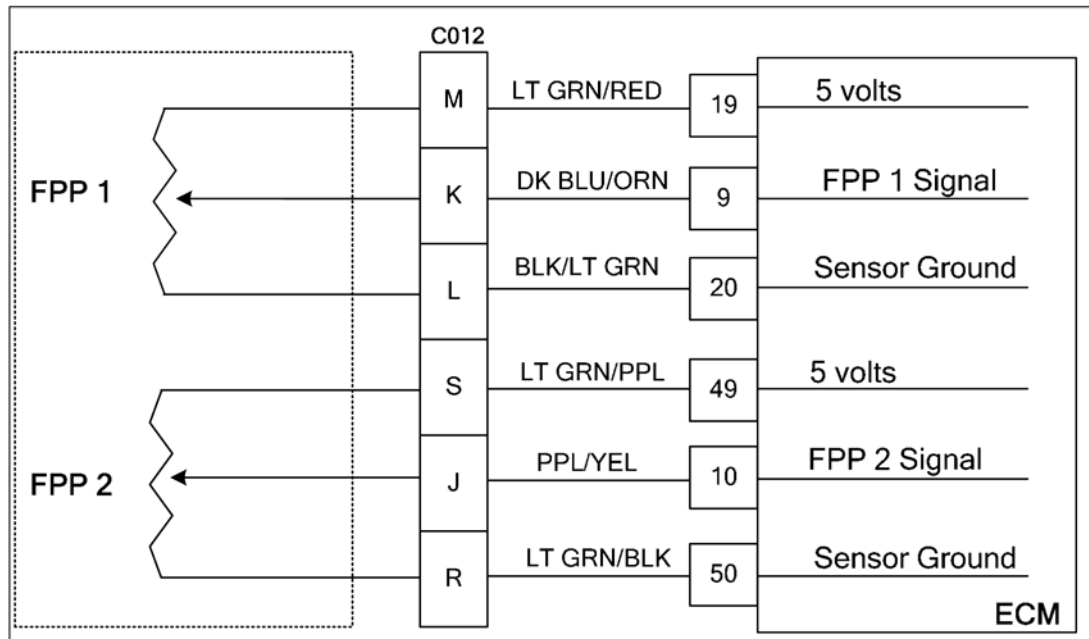 C012
FPP 1
M
LT GRN/RED
19
5 volts
K
DK BLU/ORN
9
FPP 1 Signal
L
BLK/LT GRN
20
Sensor Ground
FPP 2
S
LT GRN/PPL
49
5 volts
J
PPL/YEL
10
FPP 2 Signal
R
LT GRN/BLK
50
Sensor Ground
ECM